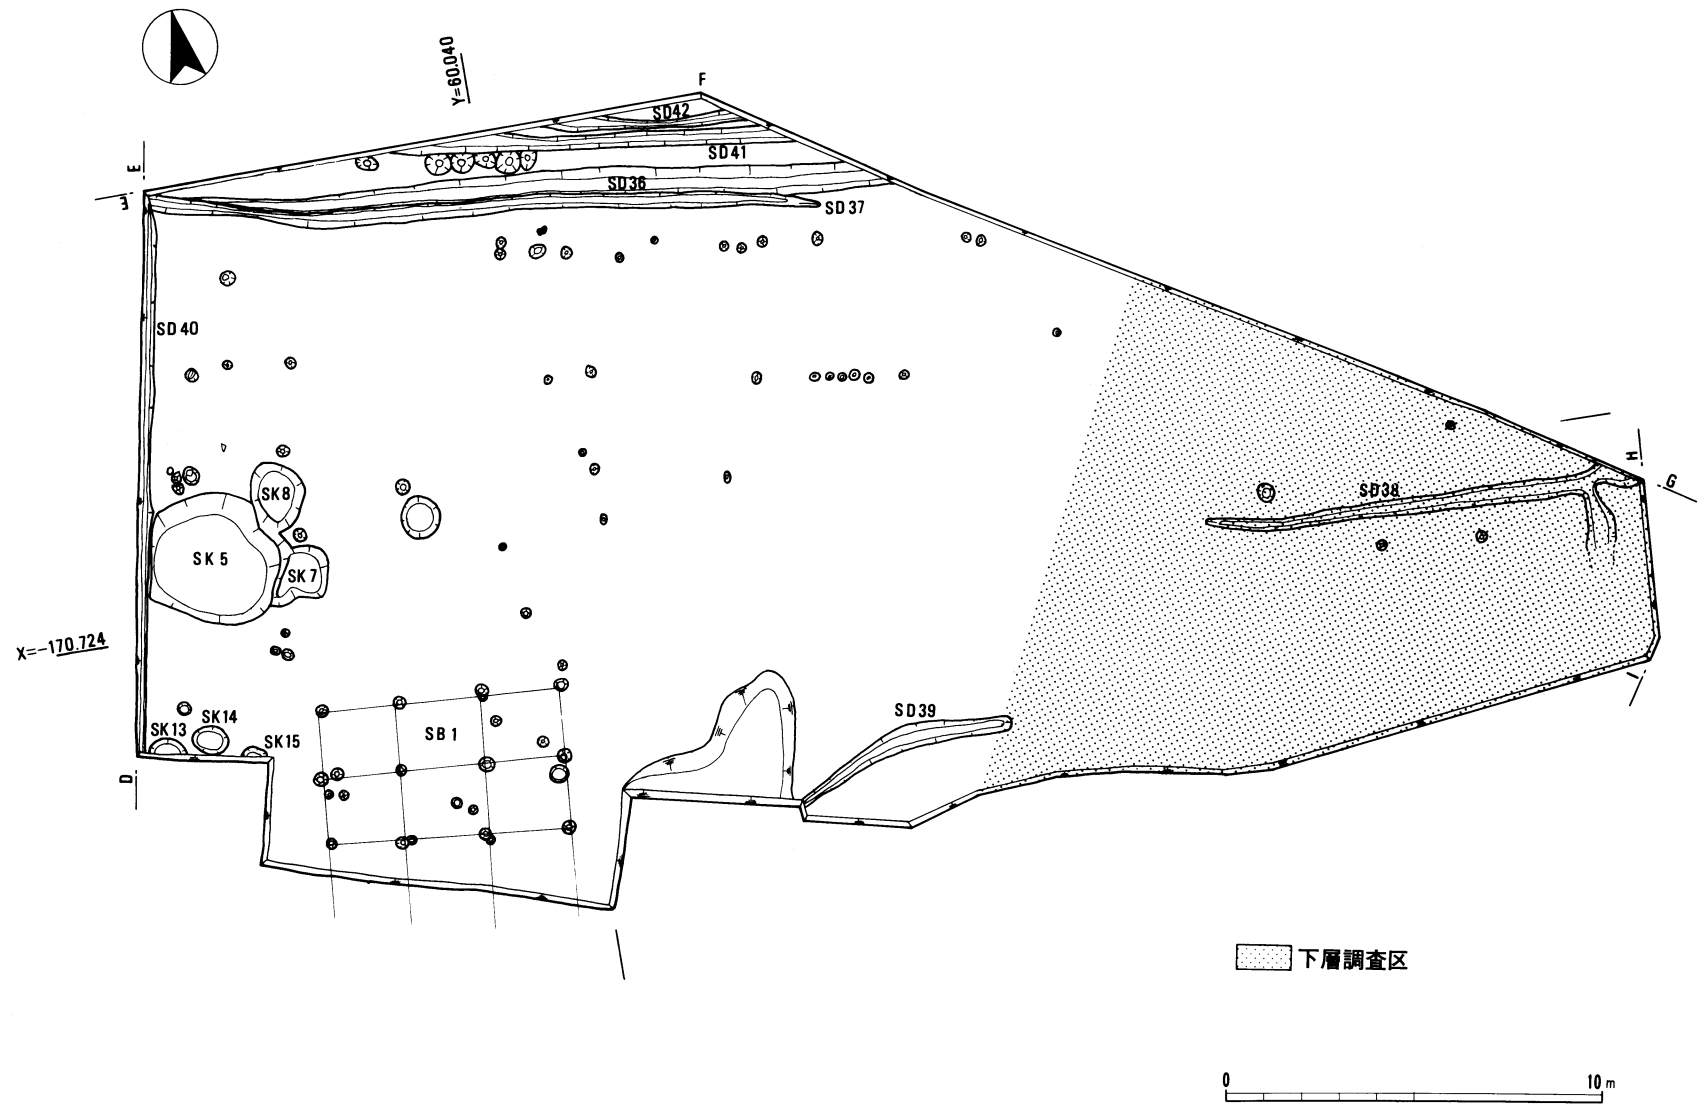 Y=60.040
F
SD42
E
SD41
SD36
E
SD37
SD40
H
G
SD38
SK8
SK5
SK7
X=-170.724
I
SK14
SK13
SD39
SB1
SK15
D
下層調査区
0
10m